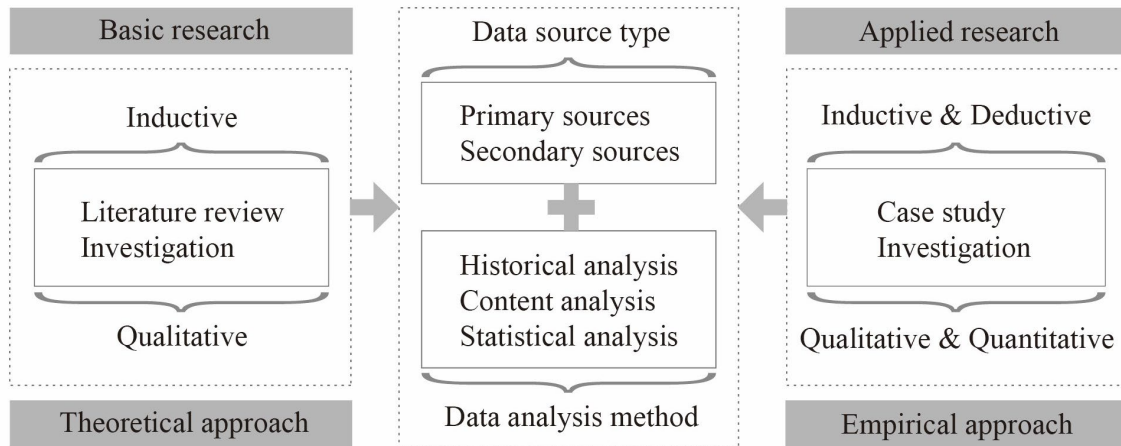 Basic research
Inductive
Literature review
Investigation
Qualitative
Theoretical approach
Data source type
Primary sources
Secondary sources
Historical analysis
Content analysis
Statistical analysis
Data analysis method
Applied research
Inductive & Deductive
Case study
Investigation
Qualitative & Quantitative
Empirical approach